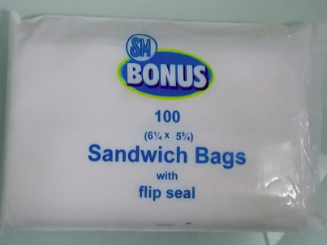 SM
BONUS
100
(6¼ x 5¾)
Sandwich Bags
with
flip seal